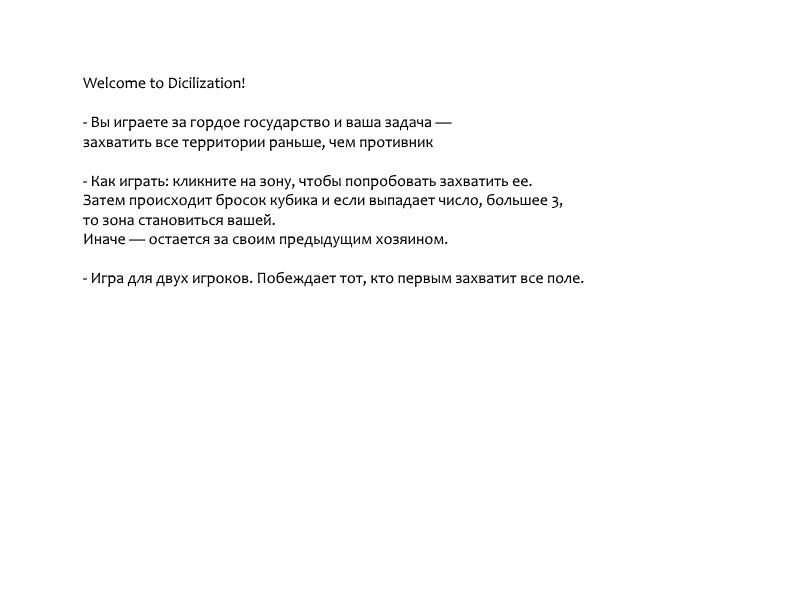 Welcome to Dicilization!
- Вы играете за гордое государство и ваша задача —
захватить все территории раньше, чем противник
- Как играть: кликните на зону, чтобы попробовать захватить ее.
Затем происходит бросок кубика и если выпадает число, большее 3,
то зона становиться вашей.
Иначе — остается за своим предыдущим хозяином.
- Игра для двух игроков. Побеждает тот, кто первым захватит все поле.